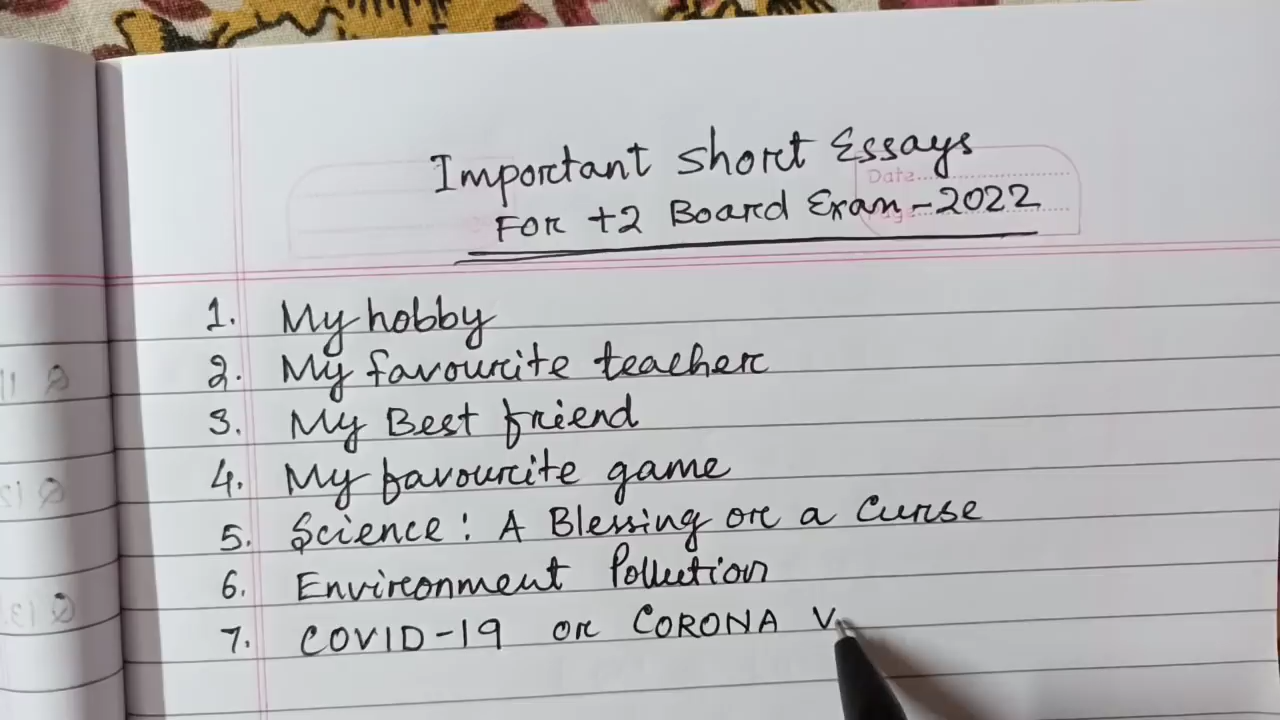 Important Short Essays
Date
For +2 Board Exam - 2022
1. My hobby
2. My favourite teacher
3. My Best friend
4. My favourite game
5. Science : A Blessing or a Curse
6. Environment Pollution
7. COVID-19 or CORONA V